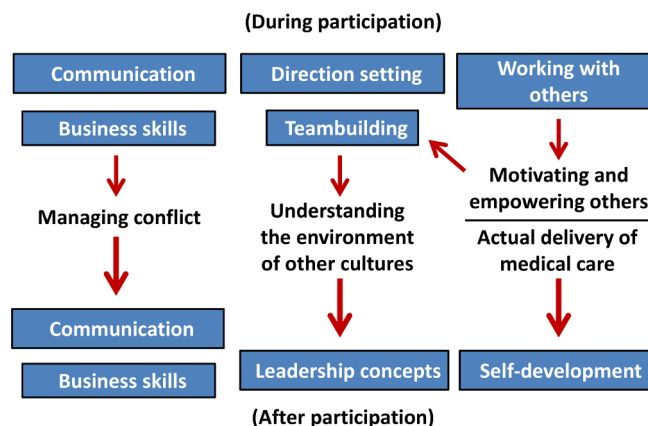 (During participation)
Communication
Direction setting
Working with
others
Business skills
Teambuilding
Managing conflict
Understanding
the environment
of other cultures
Motivating and
empowering others
Actual delivery of
medical care
Communication
Business skills
Leadership concepts
Self-development
(After participation)